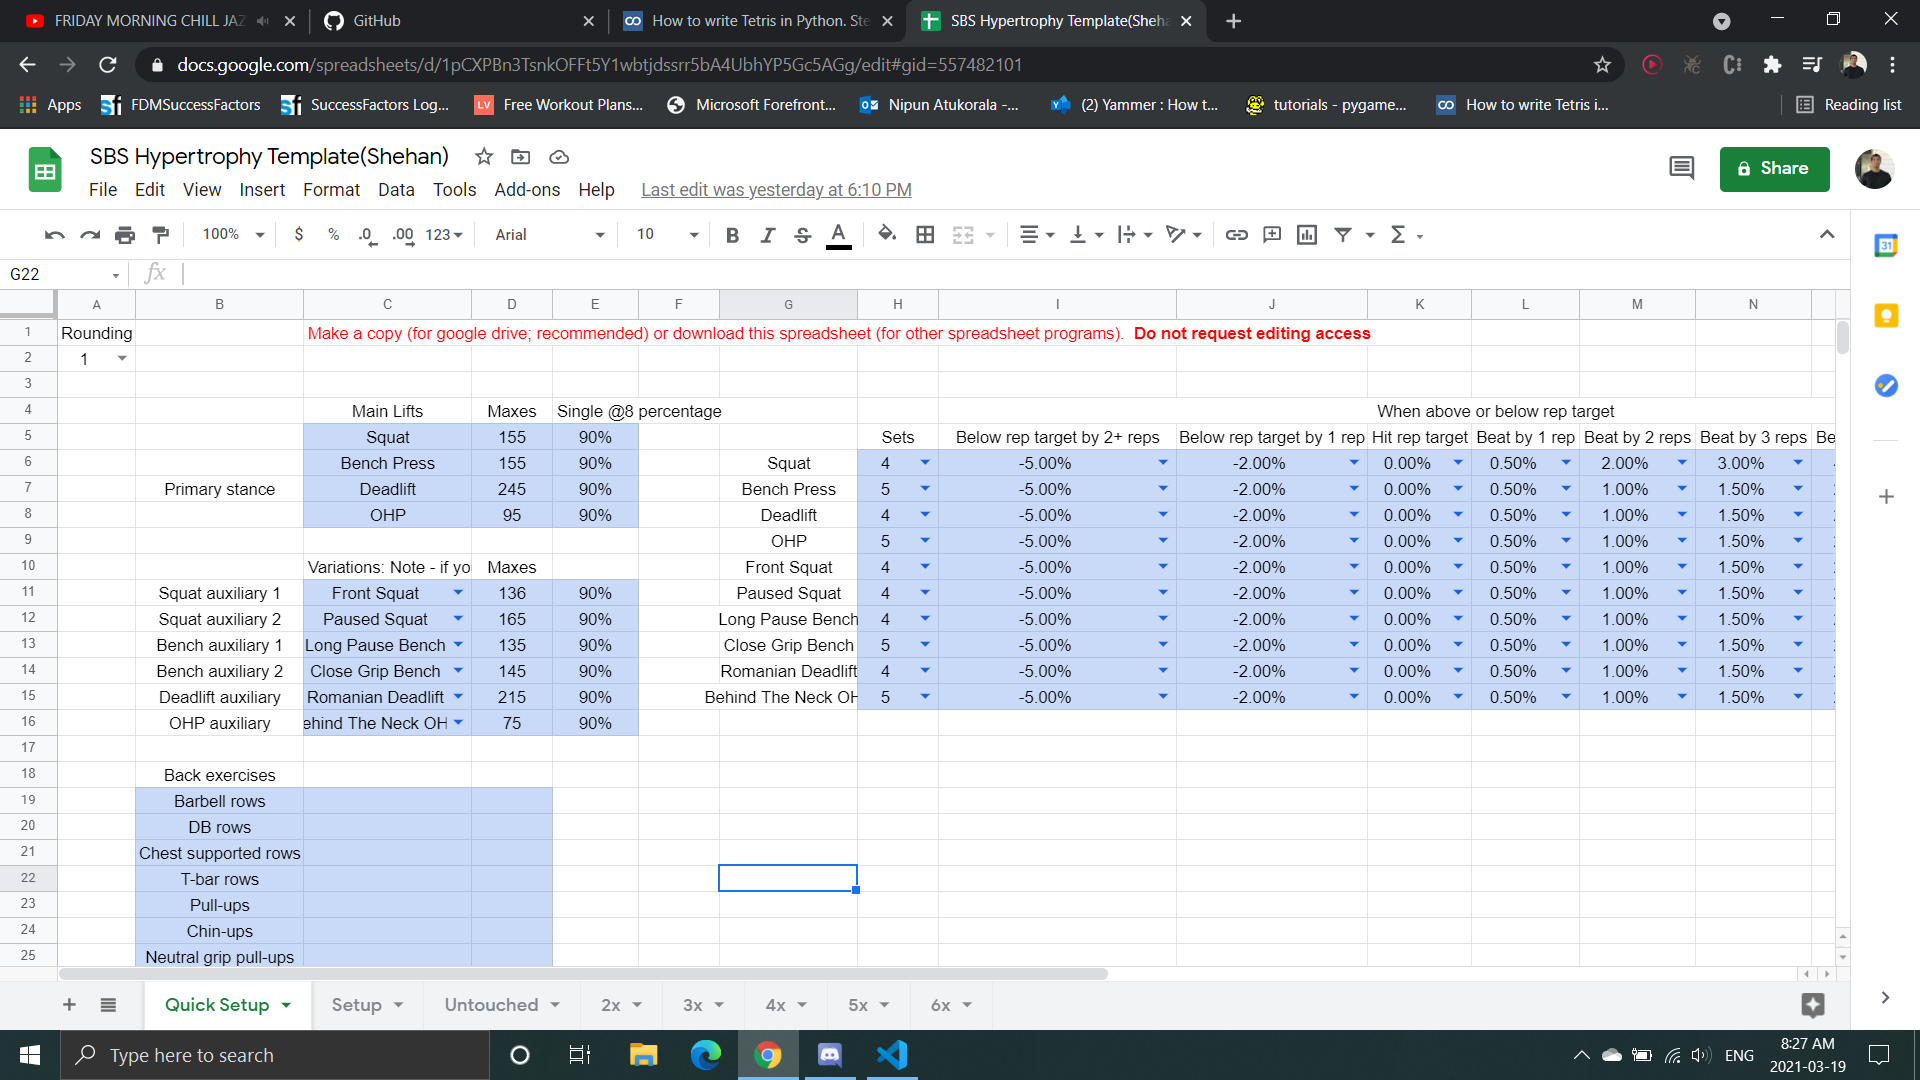 FRIDAY MORNING CHILL JAZ
GitHub
How to write Tetris in Python. Ste
SBS Hypertrophy Template(Sheha
docs.google.com/spreadsheets/d/1pCXPBn3TsnkOFFt5Y1wbtjdssrr5bA4UbhYP5Gc5AGg/edit#gid=557482101
Apps FDMSuccessFactors SuccessFactors Log... Free Workout Plans... Microsoft Forefront... Nipun Atukorala -... (2) Yammer : How t... tutorials - pygame... How to write Tetris i... Reading list
SBS Hypertrophy Template(Shehan)
File Edit View Insert Format Data Tools Add-ons Help Last edit was yesterday at 6:10 PM
Share
100% $ % .0 .00 123 Arial 10 B I S A
G22 fx
A B C D E F G H I J K L M N
1 Rounding Make a copy (for google drive; recommended) or download this spreadsheet (for other spreadsheet programs). Do not request editing access
2 1
3
4 Main Lifts Maxes Single @8 percentage When above or below rep target
5 Squat 155 90% Sets Below rep target by 2+ reps Below rep target by 1 rep Hit rep target Beat by 1 rep Beat by 2 reps Beat by 3 reps Be
6 Bench Press 155 90% Squat 4 -5.00% -2.00% 0.00% 0.50% 2.00% 3.00%
7 Primary stance Deadlift 245 90% Bench Press 5 -5.00% -2.00% 0.00% 0.50% 1.00% 1.50%
8 OHP 95 90% Deadlift 4 -5.00% -2.00% 0.00% 0.50% 1.00% 1.50%
9 OHP 5 -5.00% -2.00% 0.00% 0.50% 1.00% 1.50%
10 Variations: Note - if yo Maxes Front Squat 4 -5.00% -2.00% 0.00% 0.50% 1.00% 1.50%
11 Squat auxiliary 1 Front Squat 136 90% Paused Squat 4 -5.00% -2.00% 0.00% 0.50% 1.00% 1.50%
12 Squat auxiliary 2 Paused Squat 165 90% Long Pause Bench 4 -5.00% -2.00% 0.00% 0.50% 1.00% 1.50%
13 Bench auxiliary 1 Long Pause Bench 135 90% Close Grip Bench 5 -5.00% -2.00% 0.00% 0.50% 1.00% 1.50%
14 Bench auxiliary 2 Close Grip Bench 145 90% Romanian Deadlift 4 -5.00% -2.00% 0.00% 0.50% 1.00% 1.50%
15 Deadlift auxiliary Romanian Deadlift 215 90% Behind The Neck OH 5 -5.00% -2.00% 0.00% 0.50% 1.00% 1.50%
16 OHP auxiliary ehind The Neck OH 75 90%
17
18 Back exercises
19 Barbell rows
20 DB rows
21 Chest supported rows
22 T-bar rows
23 Pull-ups
24 Chin-ups
25 Neutral grip pull-ups
Quick Setup Setup Untouched 2x 3x 4x 5x 6x
Type here to search
ENG
8:27 AM
2021-03-19